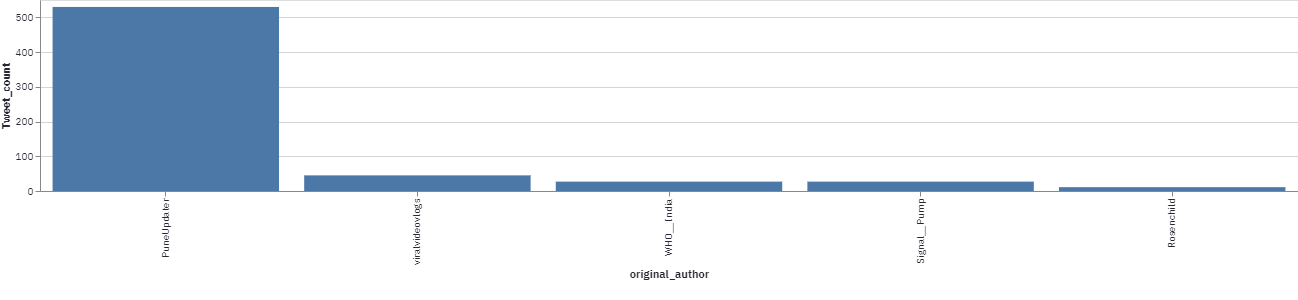 500
400
300
200
100
0
Tweet_count
PuneUpdater
viralvideovlogs
WHO__India
Signal__Pump
Rosenchild
original_author